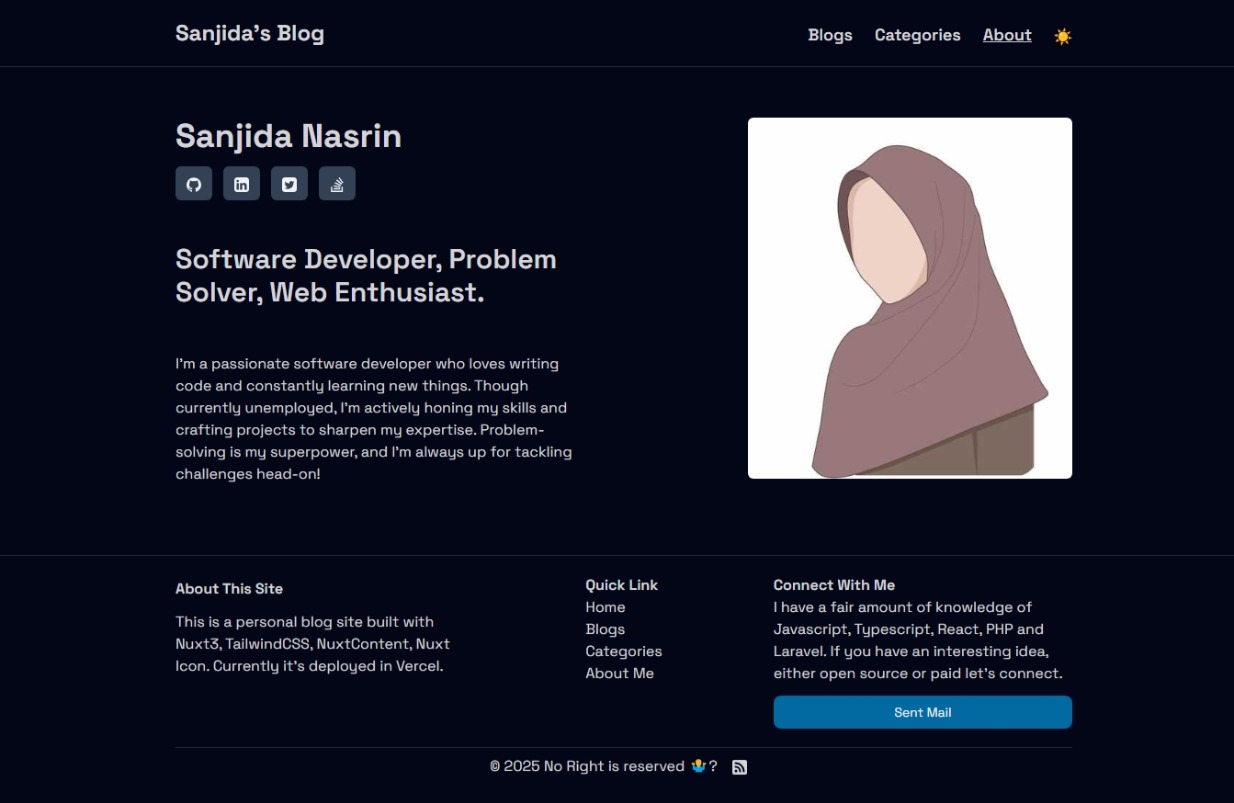 Sanjida's Blog
Blogs Categories About
Sanjida Nasrin
Software Developer, Problem
Solver, Web Enthusiast.
I'm a passionate software developer who loves writing
code and constantly learning new things. Though
currently unemployed, I'm actively honing my skills and
crafting projects to sharpen my expertise. Problem-
solving is my superpower, and I'm always up for tackling
challenges head-on!
About This Site
This is a personal blog site built with
Nuxt3, TailwindCSS, NuxtContent, Nuxt
Icon. Currently it's deployed in Vercel.
Quick Link
Home
Blogs
Categories
About Me
Connect With Me
I have a fair amount of knowledge of
Javascript, Typescript, React, PHP and
Laravel. If you have an interesting idea,
either open source or paid let's connect.
Sent Mail
© 2025 No Right is reserved 🤷‍♂️?